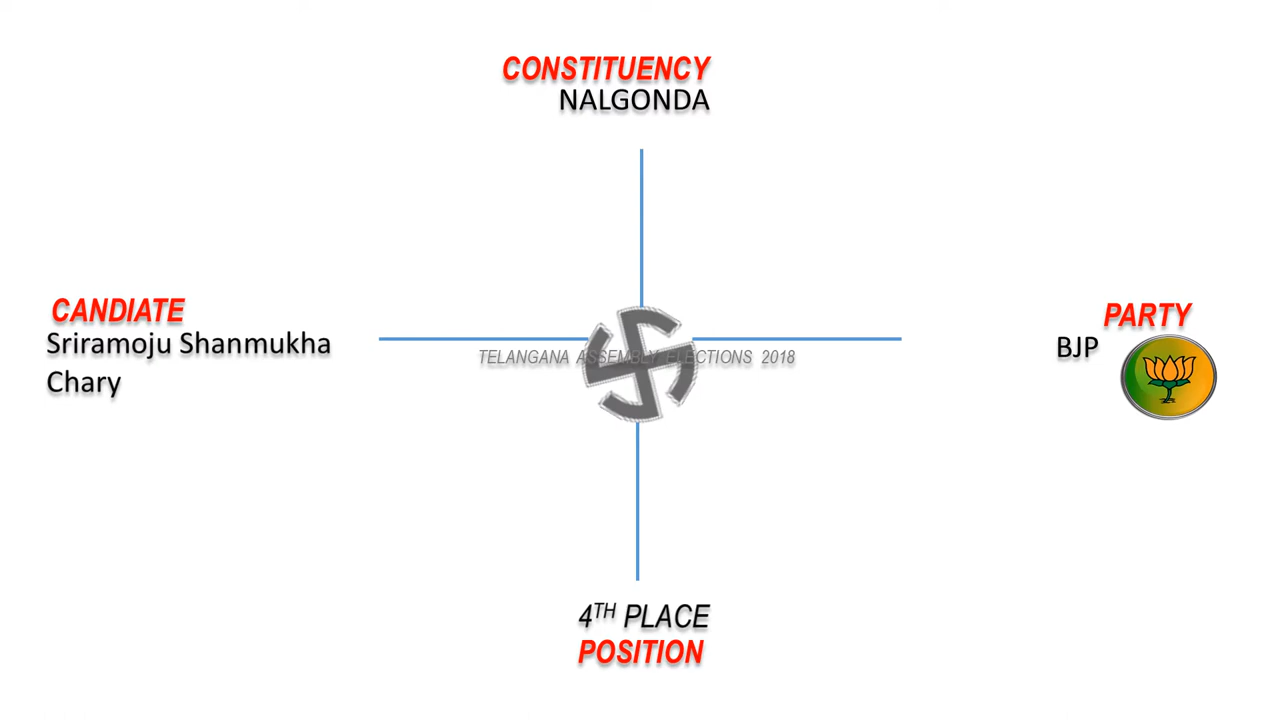 CONSTITUENCY
NALGONDA
CANDIATE
Sriramoju Shanmukha
Chary
TELANGANA ASSEMBLY ELECTIONS 2018
PARTY
BJP
4TH PLACE
POSITION